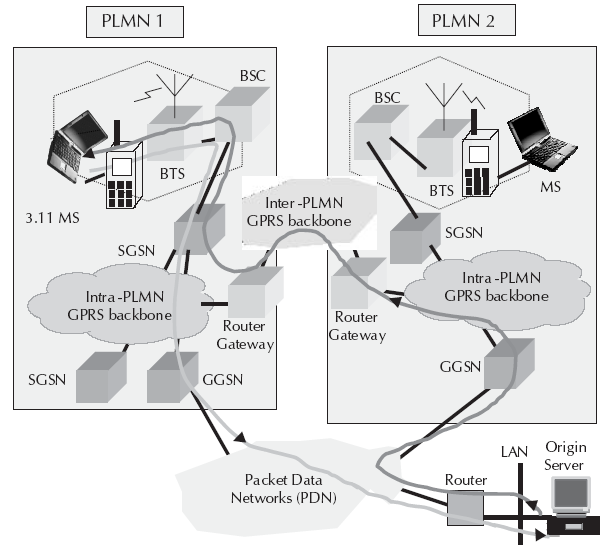 PLMN 1
PLMN 2
BSC
BTS
3.11 MS
SGSN
Intra-PLMN
GPRS backbone
Router
Gateway
SGSN
GGSN
Inter-PLMN
GPRS backbone
BSC
BTS
MS
SGSN
Intra-PLMN
GPRS backbone
Router
Gateway
GGSN
Packet Data
Networks (PDN)
Router
LAN
Origin
Server